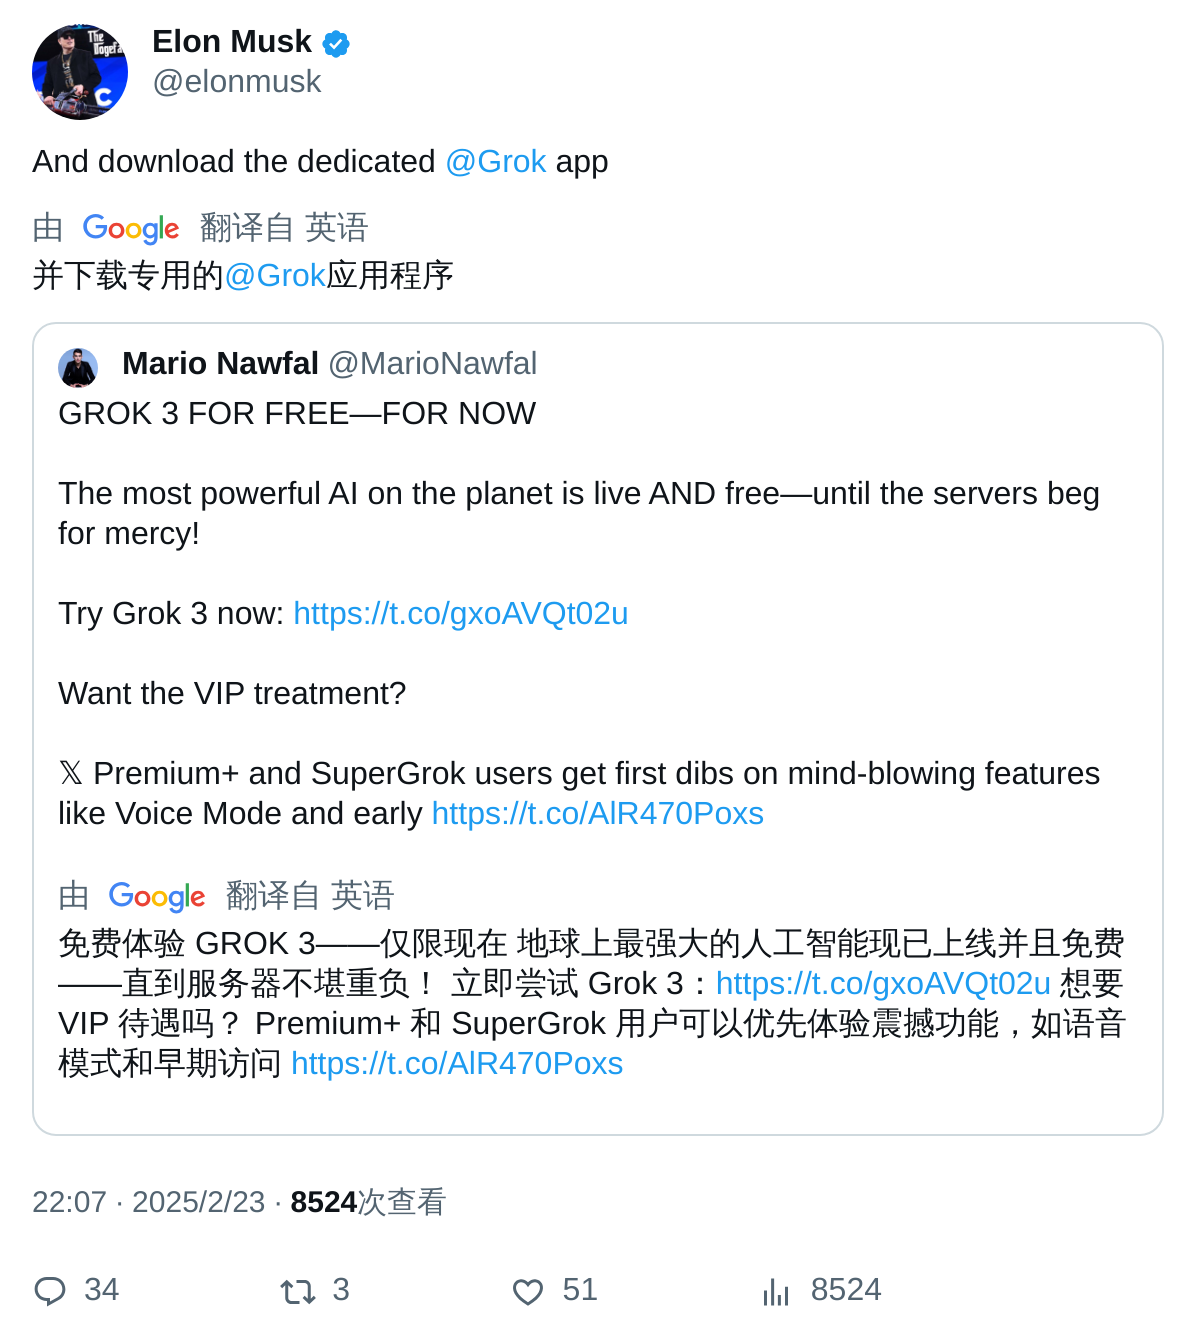 Elon Musk
@elonmusk
And download the dedicated @Grok app
由 Google 翻译自 英语
并下载专用的@Grok应用程序
Mario Nawfal @MarioNawfal
GROK 3 FOR FREE—FOR NOW
The most powerful AI on the planet is live AND free—until the servers beg
for mercy!
Try Grok 3 now: https://t.co/gxoAVQt02u
Want the VIP treatment?
𝕏 Premium+ and SuperGrok users get first dibs on mind-blowing features
like Voice Mode and early https://t.co/AlR470Poxs
由 Google 翻译自 英语
免费体验 GROK 3——仅限现在 地球上最强大的人工智能现已上线并且免费
——直到服务器不堪重负！ 立即尝试 Grok 3：https://t.co/gxoAVQt02u 想要
VIP 待遇吗？ Premium+ 和 SuperGrok 用户可以优先体验震撼功能，如语音
模式和早期访问 https://t.co/AlR470Poxs
22:07 · 2025/2/23 · 8524次查看
34 3 51 8524